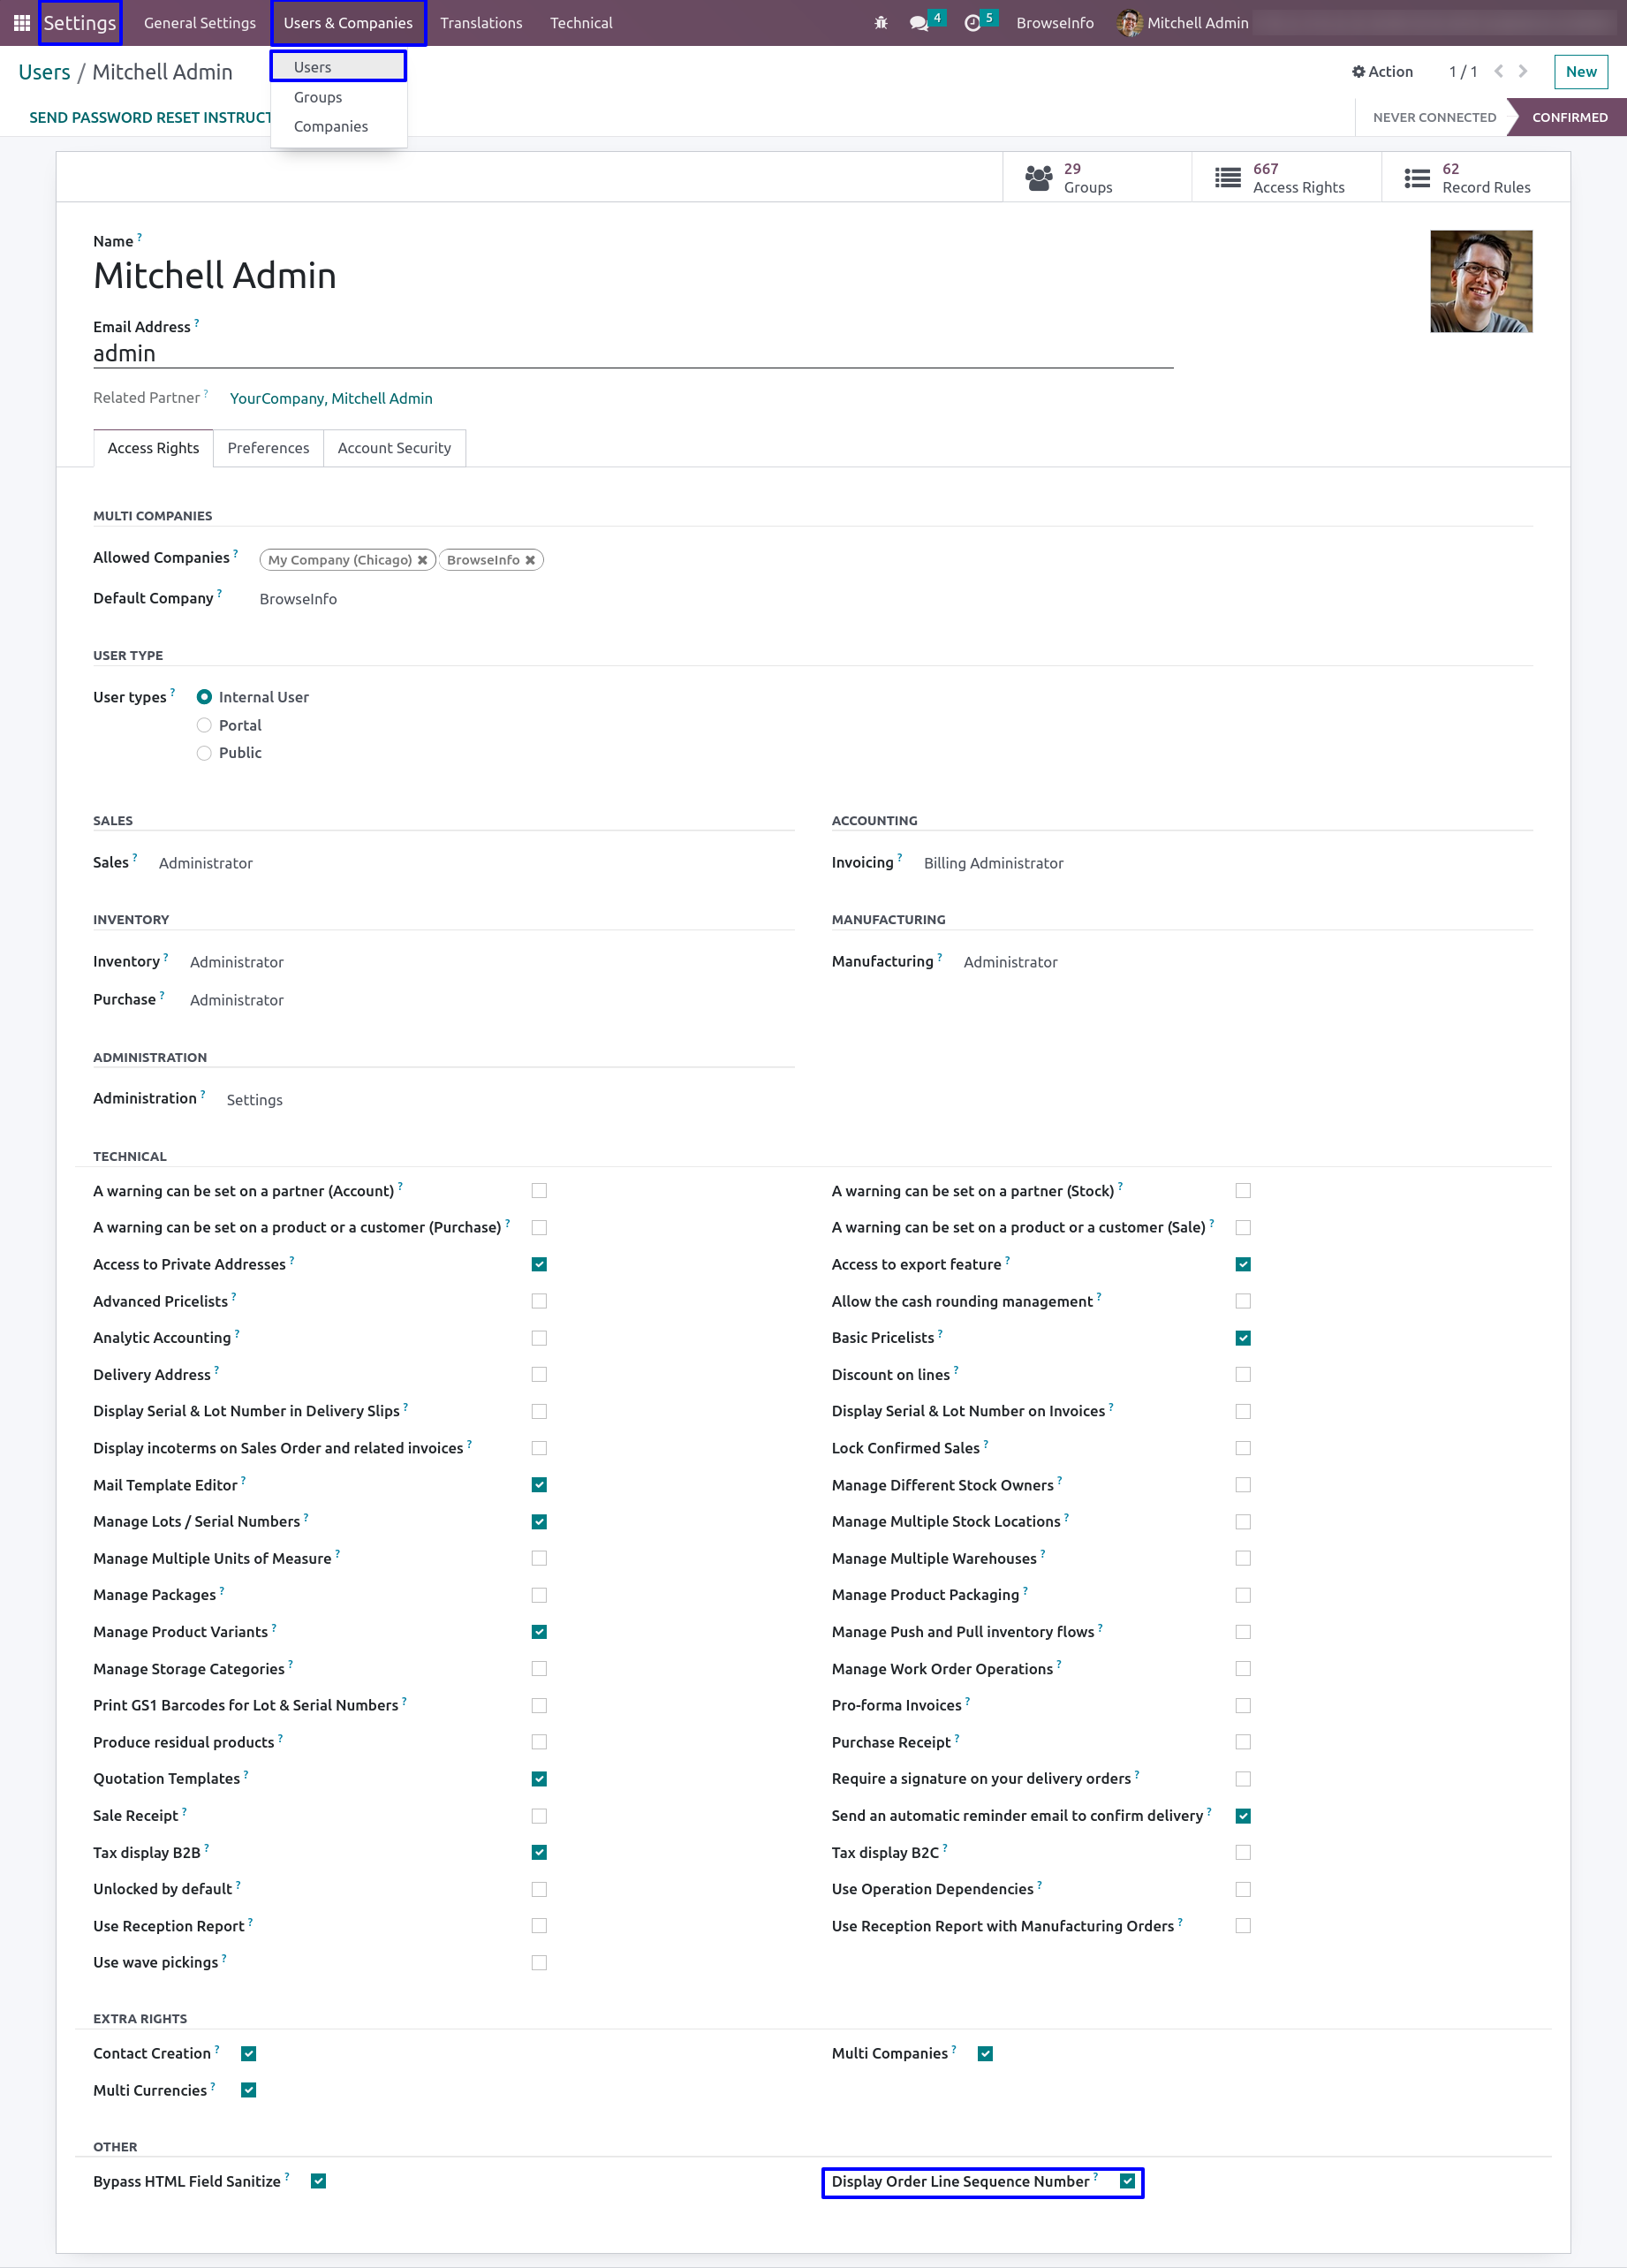 Settings General Settings Users & Companies Translations Technical 4 5 BrowseInfo Mitchell Admin
Users / Mitchell Admin
Users
Groups
Companies
Action 1 / 1 New
SEND PASSWORD RESET INSTRUCT
NEVER CONNECTED CONFIRMED
29 Groups
667 Access Rights
62 Record Rules
Name ?
Mitchell Admin
Email Address ?
admin
Related Partner ? YourCompany, Mitchell Admin
Access Rights Preferences Account Security
MULTI COMPANIES
Allowed Companies ? My Company (Chicago) BrowseInfo
Default Company ? BrowseInfo
USER TYPE
User types ? Internal User
Portal
Public
SALES ACCOUNTING
Sales ? Administrator Invoicing ? Billing Administrator
INVENTORY MANUFACTURING
Inventory ? Administrator Manufacturing ? Administrator
Purchase ? Administrator
ADMINISTRATION
Administration ? Settings
TECHNICAL
A warning can be set on a partner (Account) ? A warning can be set on a partner (Stock) ?
A warning can be set on a product or a customer (Purchase) ? A warning can be set on a product or a customer (Sale) ?
Access to Private Addresses ? Access to export feature ?
Advanced Pricelists ? Allow the cash rounding management ?
Analytic Accounting ? Basic Pricelists ?
Delivery Address ? Discount on lines ?
Display Serial & Lot Number in Delivery Slips ? Display Serial & Lot Number on Invoices ?
Display incoterms on Sales Order and related invoices ? Lock Confirmed Sales ?
Mail Template Editor ? Manage Different Stock Owners ?
Manage Lots / Serial Numbers ? Manage Multiple Stock Locations ?
Manage Multiple Units of Measure ? Manage Multiple Warehouses ?
Manage Packages ? Manage Product Packaging ?
Manage Product Variants ? Manage Push and Pull inventory flows ?
Manage Storage Categories ? Manage Work Order Operations ?
Print GS1 Barcodes for Lot & Serial Numbers ? Pro-forma Invoices ?
Produce residual products ? Purchase Receipt ?
Quotation Templates ? Require a signature on your delivery orders ?
Sale Receipt ? Send an automatic reminder email to confirm delivery ?
Tax display B2B ? Tax display B2C ?
Unlocked by default ? Use Operation Dependencies ?
Use Reception Report ? Use Reception Report with Manufacturing Orders ?
Use wave pickings ?
EXTRA RIGHTS
Contact Creation ? Multi Companies ?
Multi Currencies ?
OTHER
Bypass HTML Field Sanitize ? Display Order Line Sequence Number ?